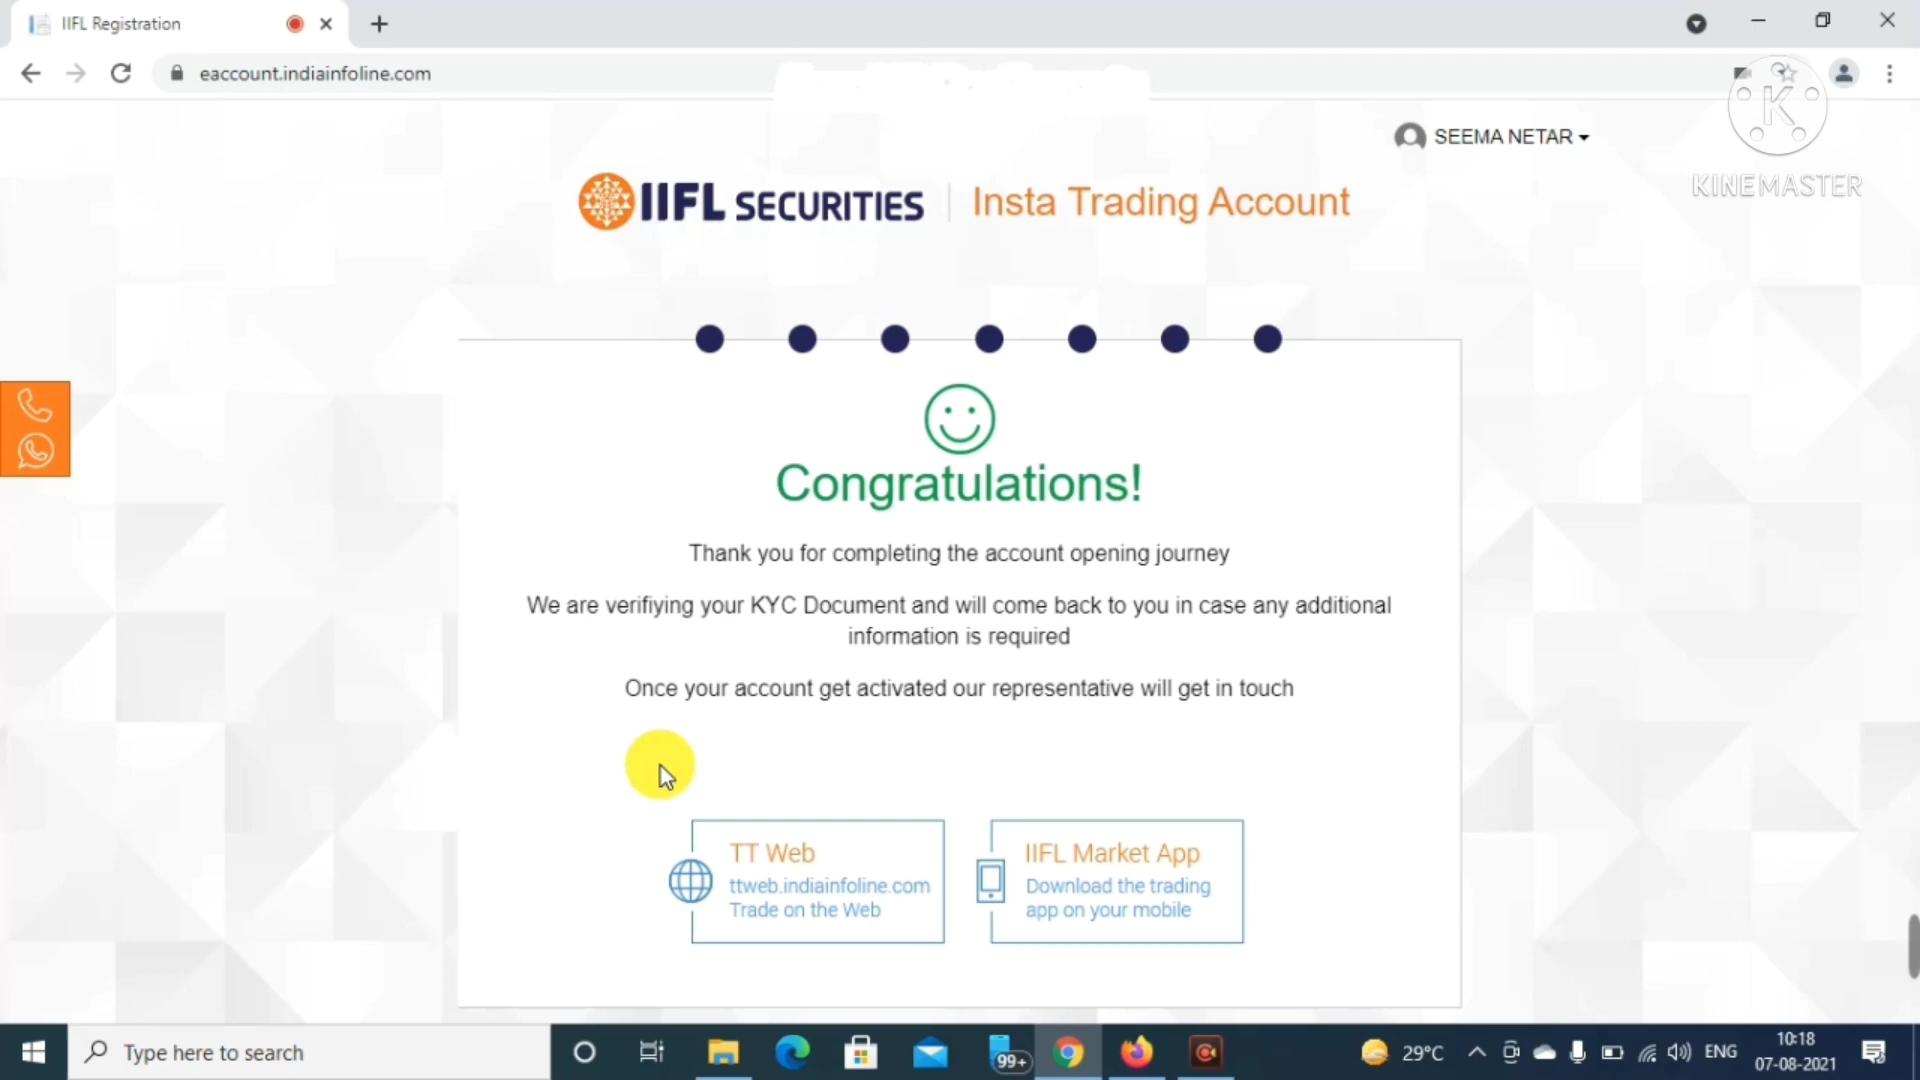 IIFL Registration
eaccount.indiainfoline.com
SEEMA NETAR
KINEMASTER
IIFL SECURITIES | Insta Trading Account
Congratulations!
Thank you for completing the account opening journey
We are verifiying your KYC Document and will come back to you in case any additional
information is required
Once your account get activated our representative will get in touch
TT Web
ttweb.indiainfoline.com
Trade on the Web
IIFL Market App
Download the trading
app on your mobile
Type here to search
99+
29°C
ENG
10:18
07-08-2021